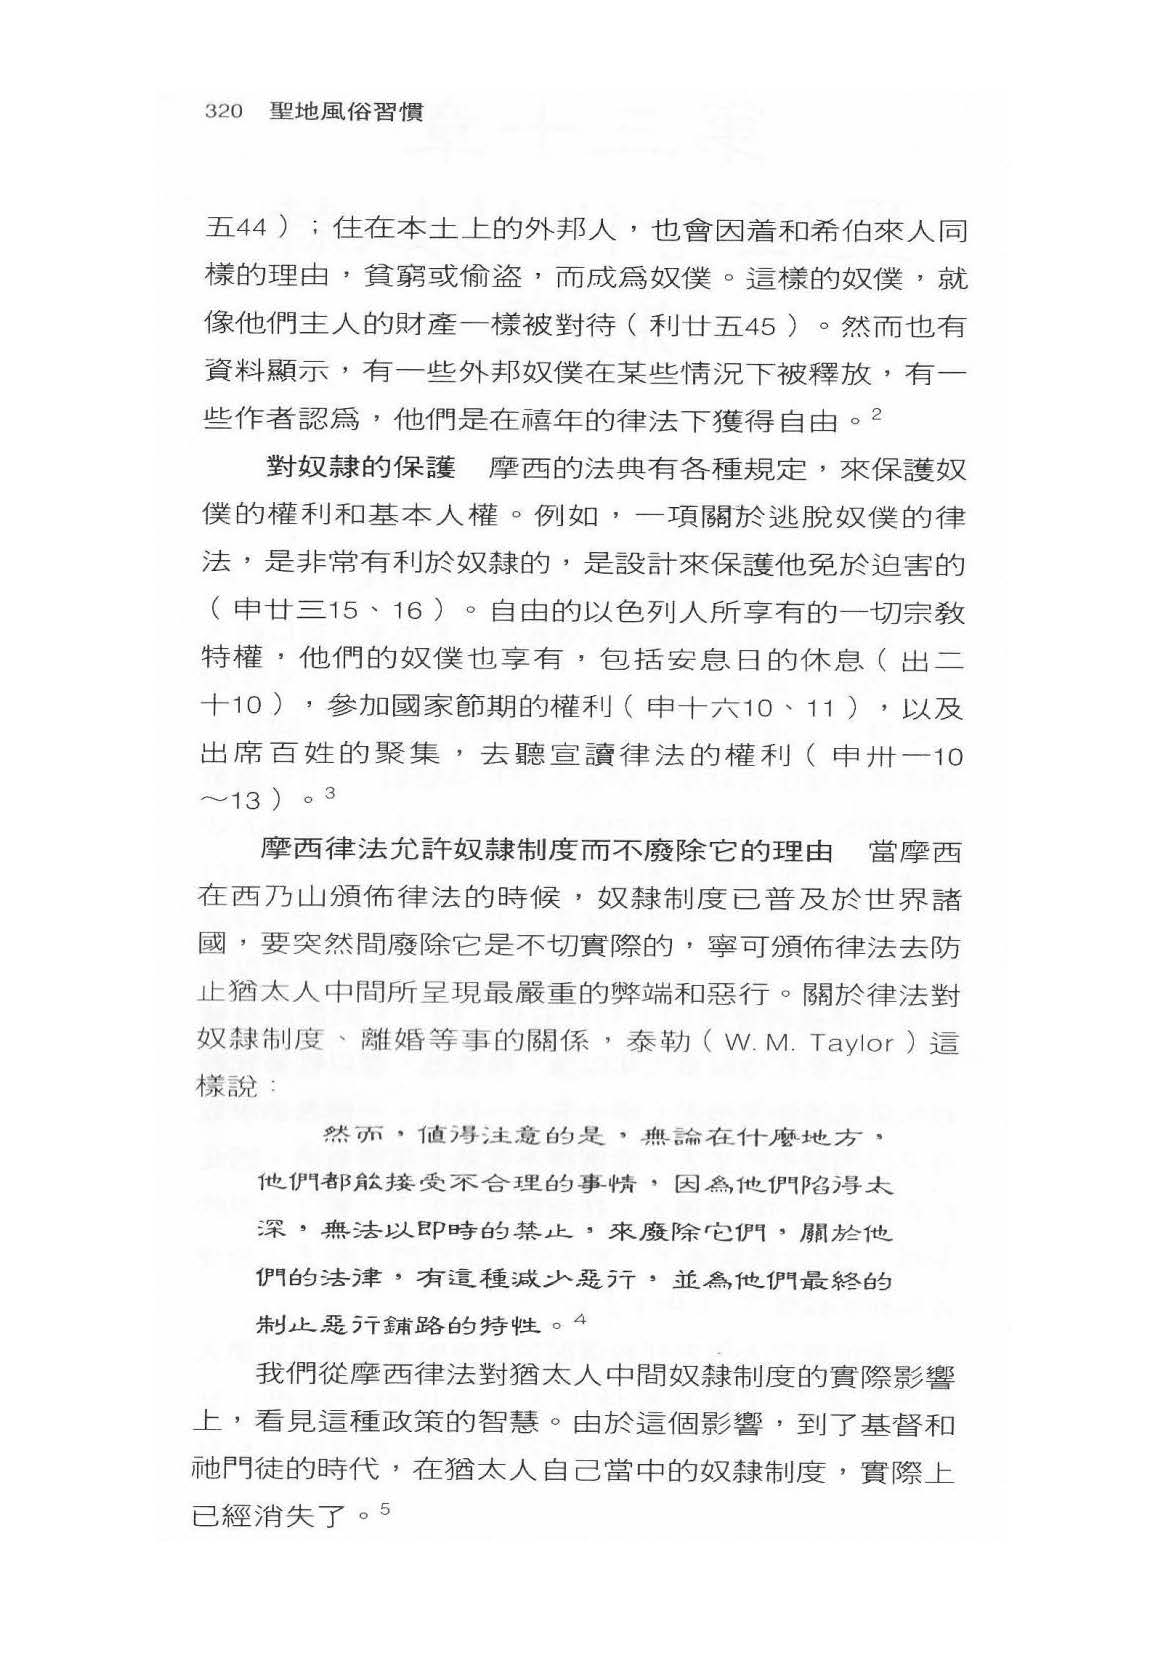 320 聖地風俗習慣
五44）；住在本土上的外邦人，也會因着和希伯來人同
樣的理由，貧窮或偷盜，而成爲奴僕。這樣的奴僕，就
像他們主人的財產一樣被對待（利廿五45）。然而也有
資料顯示，有一些外邦奴僕在某些情況下被釋放，有一
些作者認爲，他們是在禧年的律法下獲得自由。2
對奴隸的保護　摩西的法典有各種規定，來保護奴
僕的權利和基本人權。例如，一項關於逃脫奴僕的律
法，是非常有利於奴隸的，是設計來保護他免於迫害的
（申廿三15、16）。自由的以色列人所享有的一切宗教
特權，他們的奴僕也享有，包括安息日的休息（出二
十10），參加國家節期的權利（申十六10、11），以及
出席百姓的聚集，去聽宣讀律法的權利（申卅一10
～13）。3
摩西律法允許奴隸制度而不廢除它的理由　當摩西
在西乃山頒佈律法的時候，奴隸制度已普及於世界諸
國，要突然間廢除它是不切實際的，寧可頒佈律法去防
止猶太人中間所呈現最嚴重的弊端和惡行。關於律法對
奴隸制度、離婚等事的關係，泰勒（W. M. Taylor）這
樣說：
然而，值得注意的是，無論在什麼地方，
他們都能接受不合理的事情，因為他們陷得太
深，無法以即時的禁止，來廢除它們，關於他
們的法律，有這種減少惡行，並為他們最終的
制止惡行鋪路的特性。4
我們從摩西律法對猶太人中間奴隸制度的實際影響
上，看見這種政策的智慧。由於這個影響，到了基督和
祂門徒的時代，在猶太人自己當中的奴隸制度，實際上
已經消失了。5